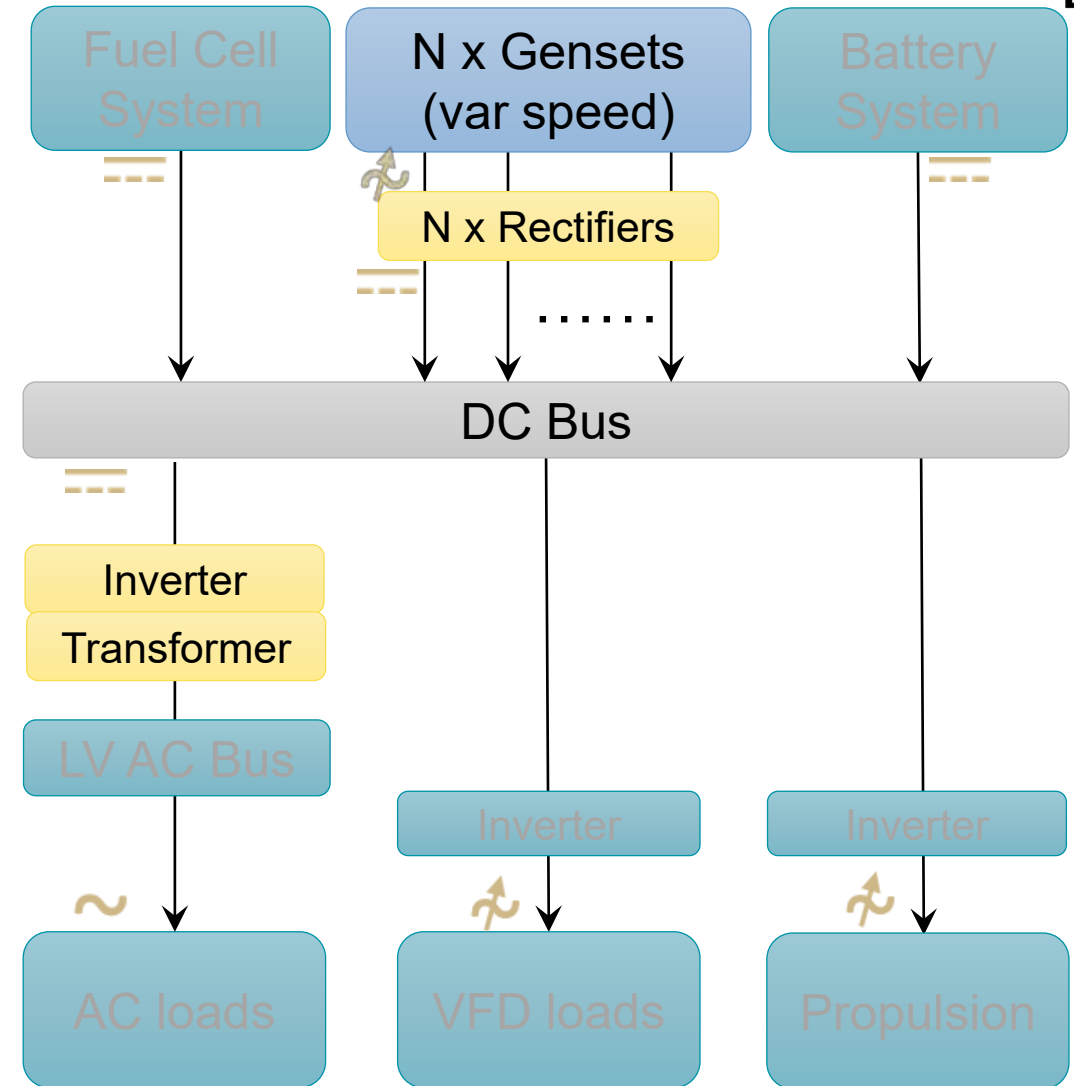 Fuel Cell
System
N x Gensets
(var speed)
Battery
System
N x Rectifiers
......
DC Bus
Inverter
Transformer
LV AC Bus
Inverter
Inverter
AC loads
VFD loads
Propulsion